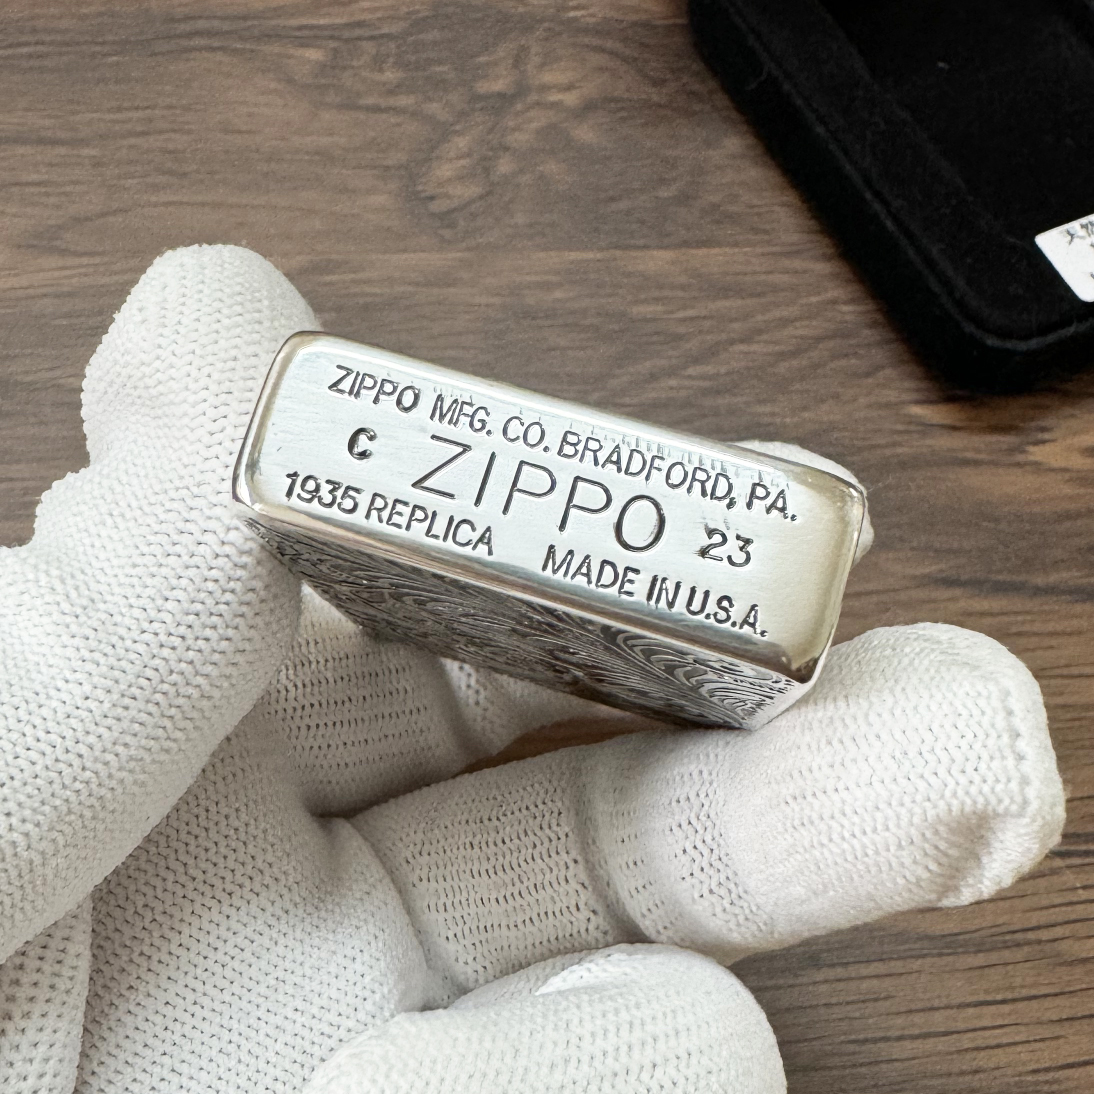 ZIPPO MFG. CO. BRADFORD, PA.
C ZIPPO 23
1935 REPLICA MADE IN U.S.A.